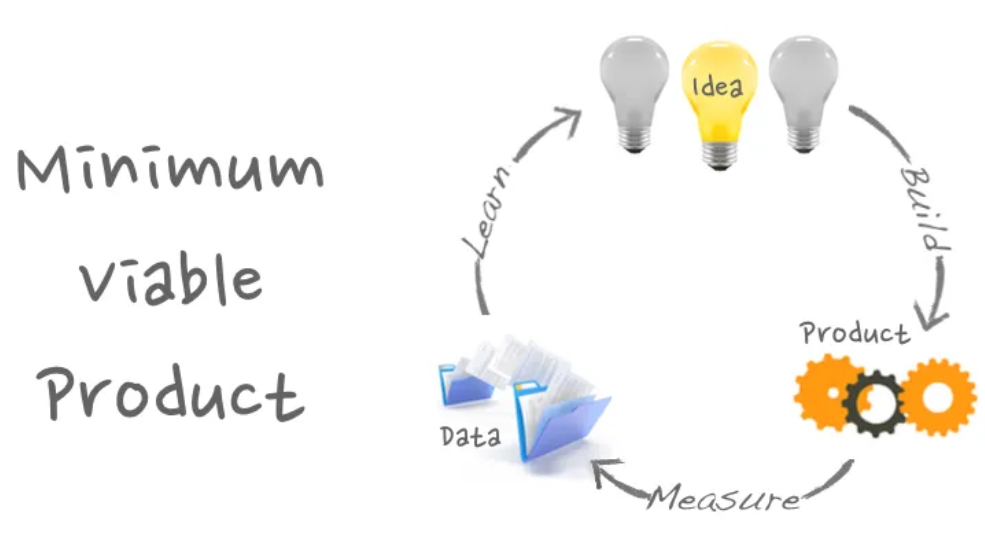 Minimum
Viable
Product
Idea
Build
Product
Measure
Data
Learn